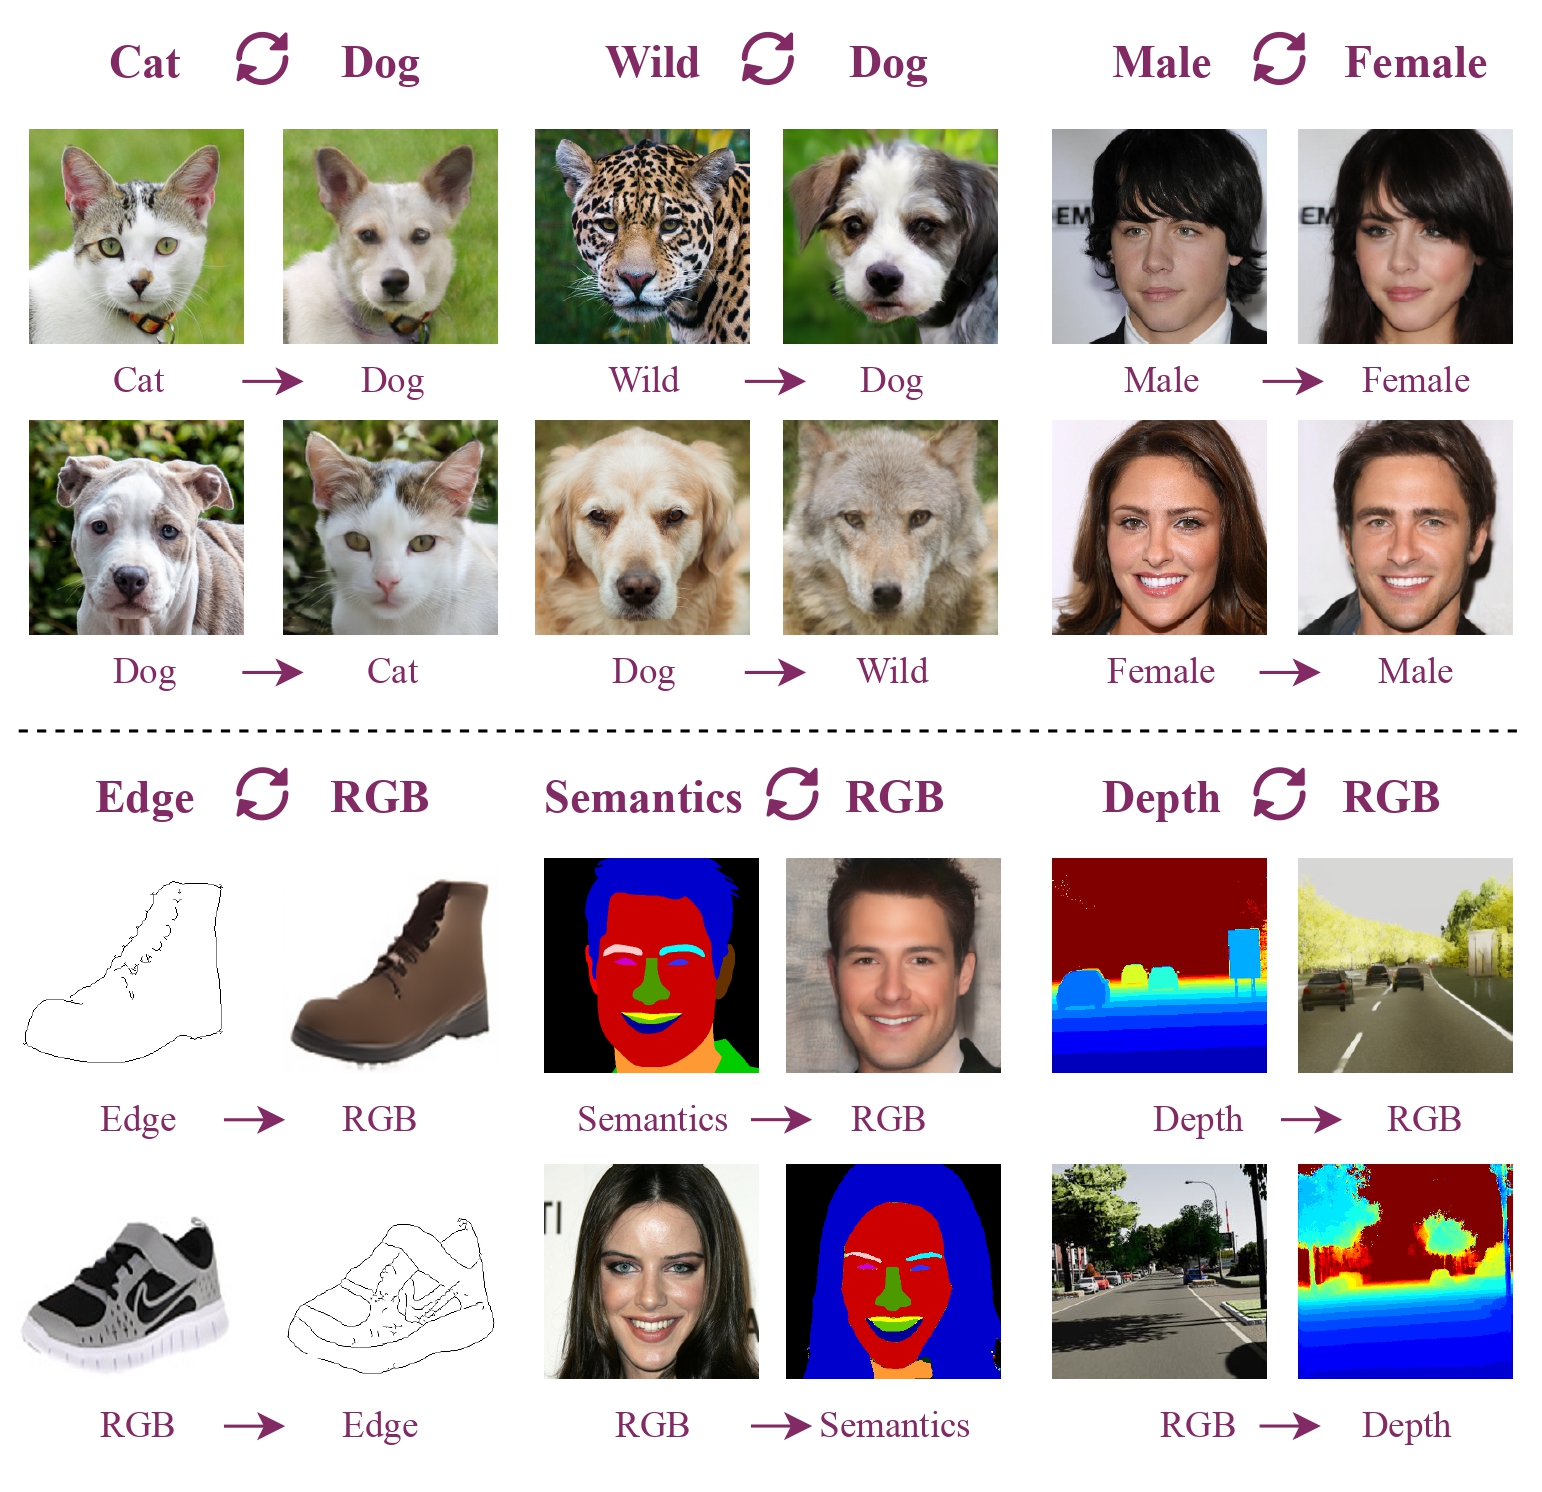 Cat Dog Wild Dog Male Female
EM EM
Cat Dog Wild Dog Male Female
Dog Cat Dog Wild Female Male
Edge RGB Semantics RGB Depth RGB
Edge RGB Semantics RGB Depth RGB
TI
RGB Edge RGB Semantics RGB Depth